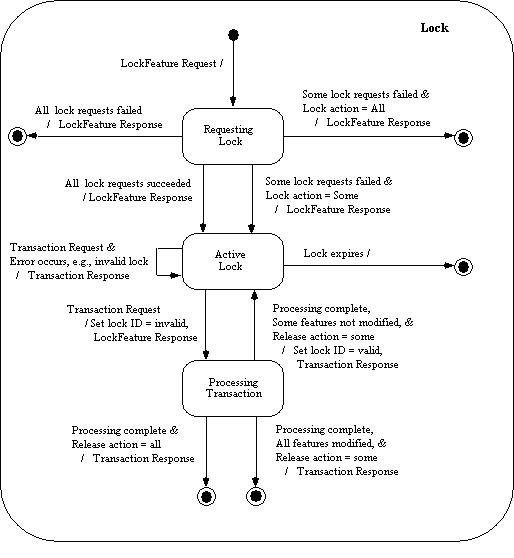 Lock
LockFeature Request /
All lock requests failed
/ LockFeature Response
Some lock requests failed &
Lock action = All
/ LockFeature Response
Requesting
Lock
All lock requests succeeded
/ LockFeature Response
Some lock requests failed &
Lock action = Some
/ LockFeature Response
Transaction Request &
Error occurs, e.g., invalid lock
/ Transaction Response
Active
Lock
Lock expires /
Transaction Request
/ Set lock ID = invalid,
LockFeature Response
Processing complete,
Some features not modified, &
Release action = some
/ Set lock ID = valid,
Transaction Response
Processing
Transaction
Processing complete &
Release action = all
/ Transaction Response
Processing complete,
All features modified, &
Release action = some
/ Transaction Response